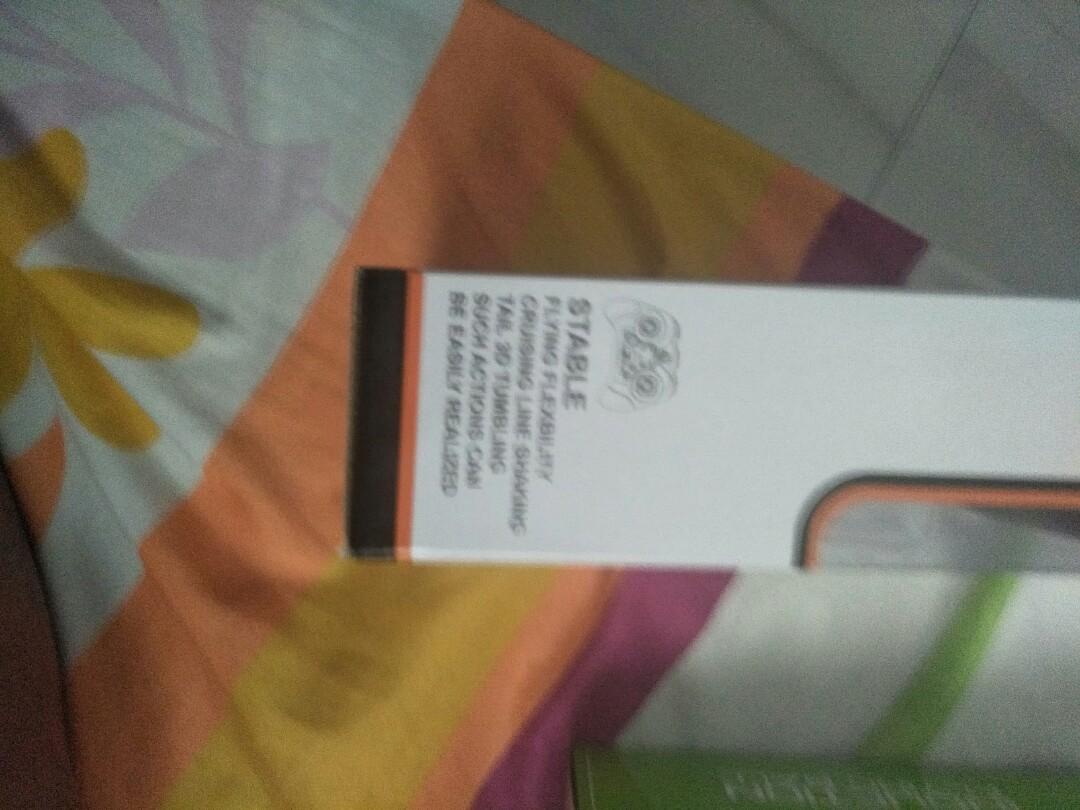 STABLE
FLYING FLEXIBILITY
CRUISING LINE SHAKING
TAIL 3D TUMBLING
SUCH ACTIONS CAN
BE EASILY REALIZED